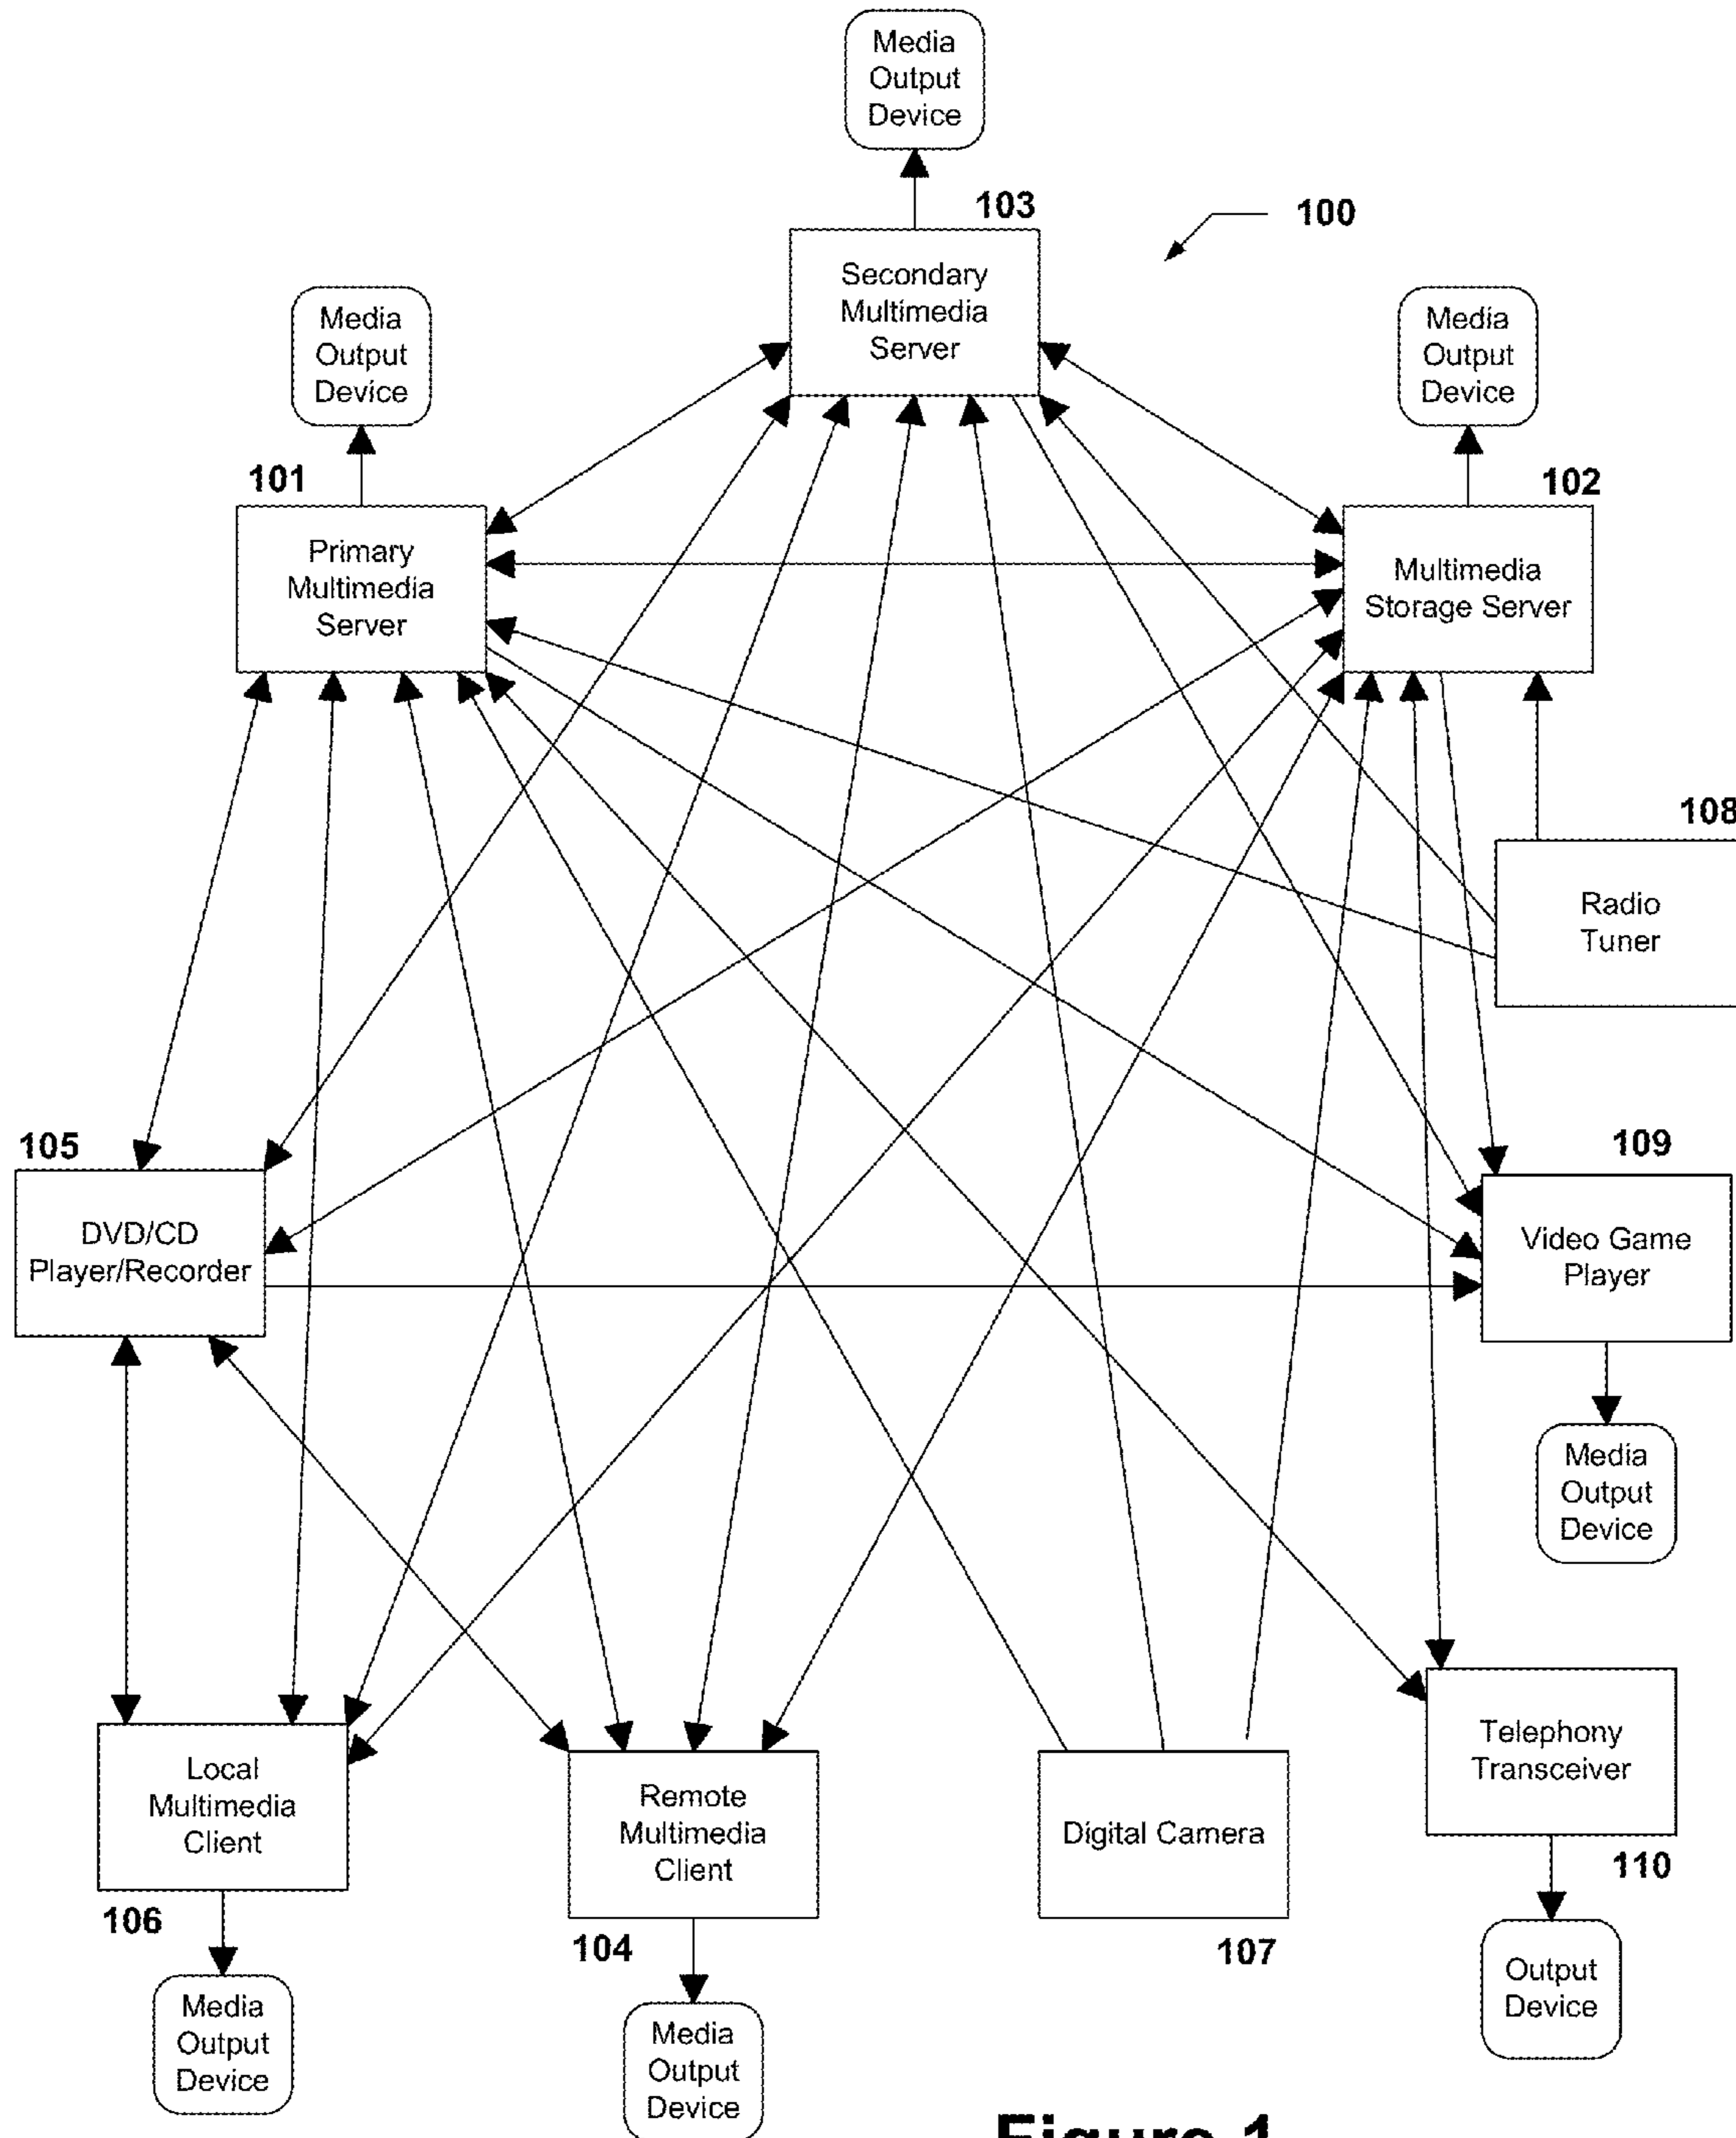 Media
Output
Device
103
100
Secondary
Multimedia
Server
Media
Output
Device
Media
Output
Device
101
102
Primary
Multimedia
Server
Multimedia
Storage Server
108
Radio
Tuner
105
109
DVD/CD
Player/Recorder
Video Game
Player
Media
Output
Device
Local
Multimedia
Client
Remote
Multimedia
Client
Digital Camera
Telephony
Transceiver
110
106
104
107
Output
Device
Media
Output
Device
Media
Output
Device
Figure 1